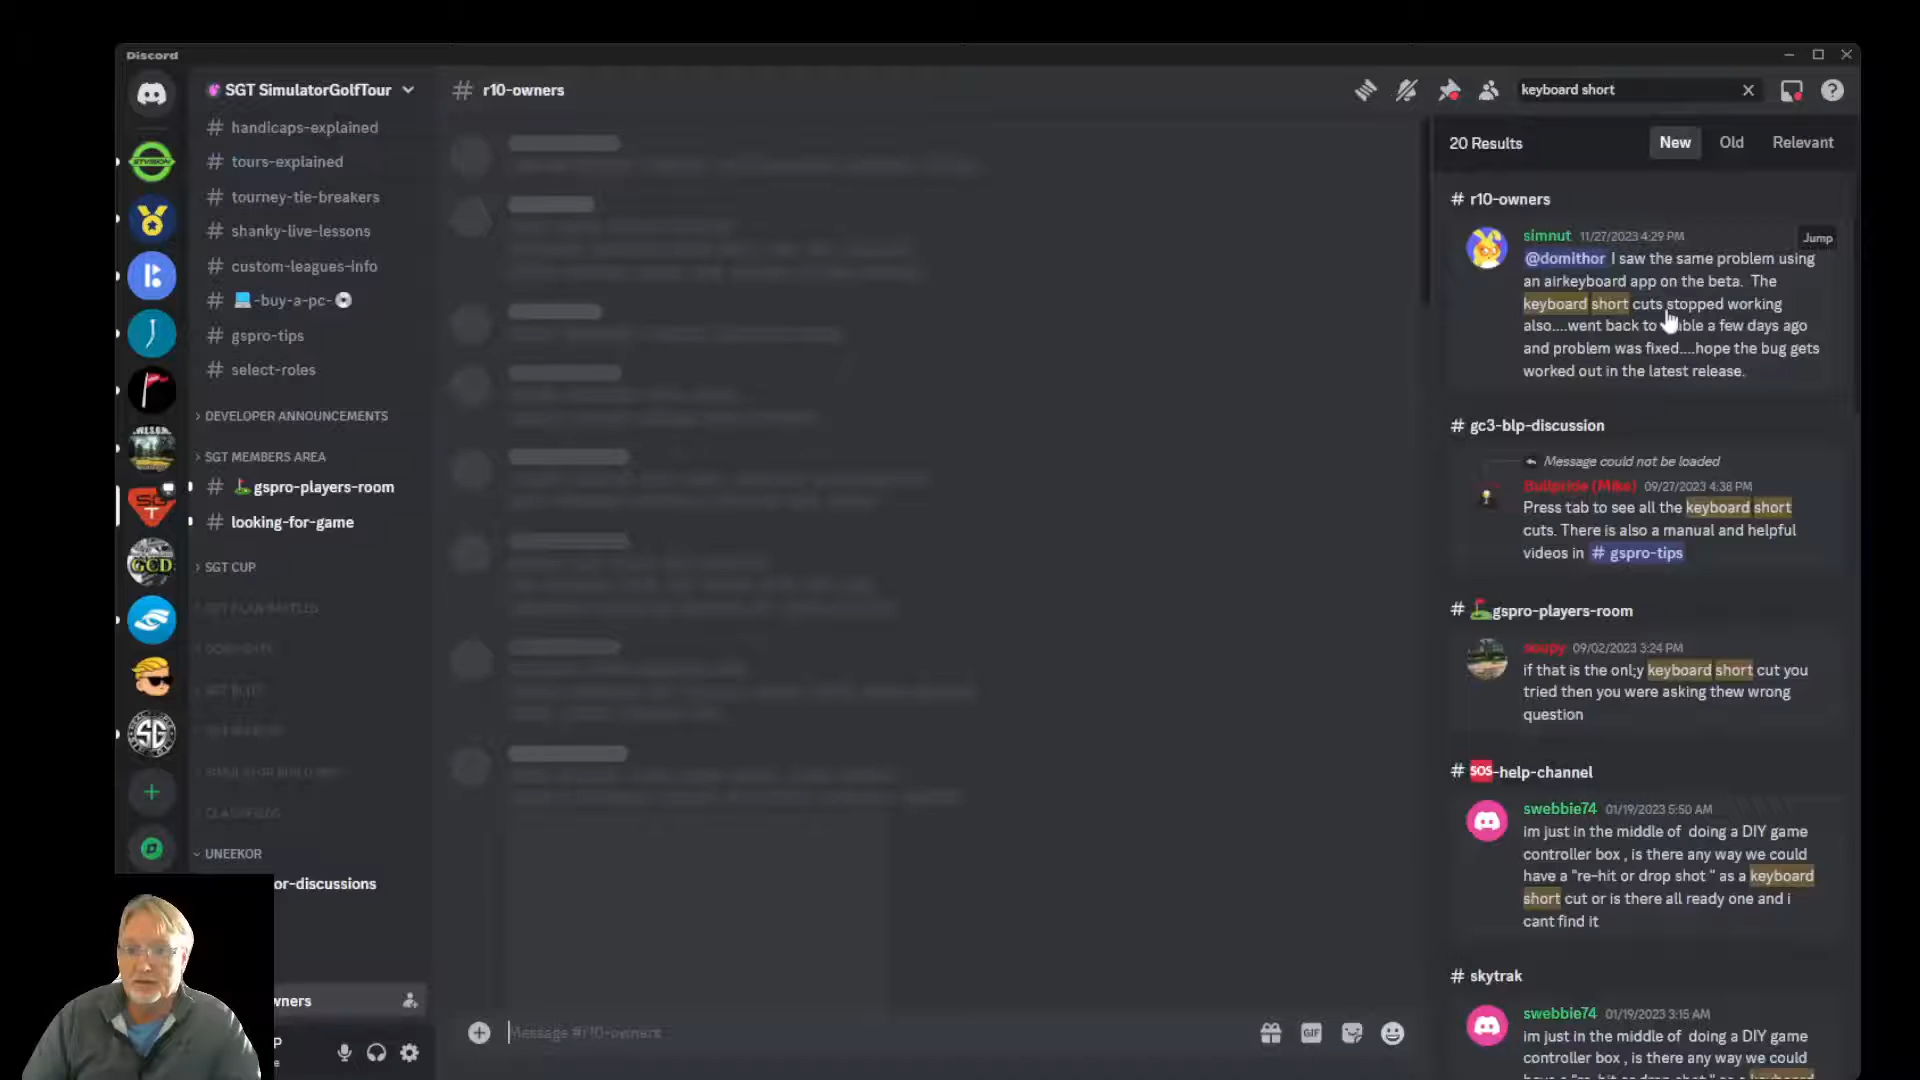 Discord
SGT SimulatorGolfTour
handicaps-explained
tours-explained
tourney-tie-breakers
shanky-live-lessons
custom-leagues-info
-buy-a-pc-
gspro-tips
select-roles
DEVELOPER ANNOUNCEMENTS
SGT MEMBERS AREA
gspro-players-room
looking-for-game
SGT CUP
CLASSIFIEDS
UNEEKOR
or-discussions
wners
# r10-owners
Message #r10-owners
GIF
keyboard short
20 Results
New
Old
Relevant
# r10-owners
simnut 11/27/2023 4:29 PM
Jump
@domithor I saw the same problem using
an airkeyboard app on the beta. The
keyboard short cuts stopped working
also....went back to able a few days ago
and problem was fixed....hope the bug gets
worked out in the latest release.
# gc3-blp-discussion
Message could not be loaded
Bullpride (Mike) 09/27/2023 4:38 PM
Press tab to see all the keyboard short
cuts. There is also a manual and helpful
videos in # gspro-tips
# gspro-players-room
soupy 09/02/2023 3:24 PM
if that is the onl;y keyboard short cut you
tried then you were asking thew wrong
question
# SOS-help-channel
swebbie74 01/19/2023 5:50 AM
im just in the middle of doing a DIY game
controller box , is there any way we could
have a "re-hit or drop shot " as a keyboard
short cut or is there all ready one and i
cant find it
# skytrak
swebbie74 01/19/2023 3:15 AM
im just in the middle of doing a DIY game
controller box , is there any way we could